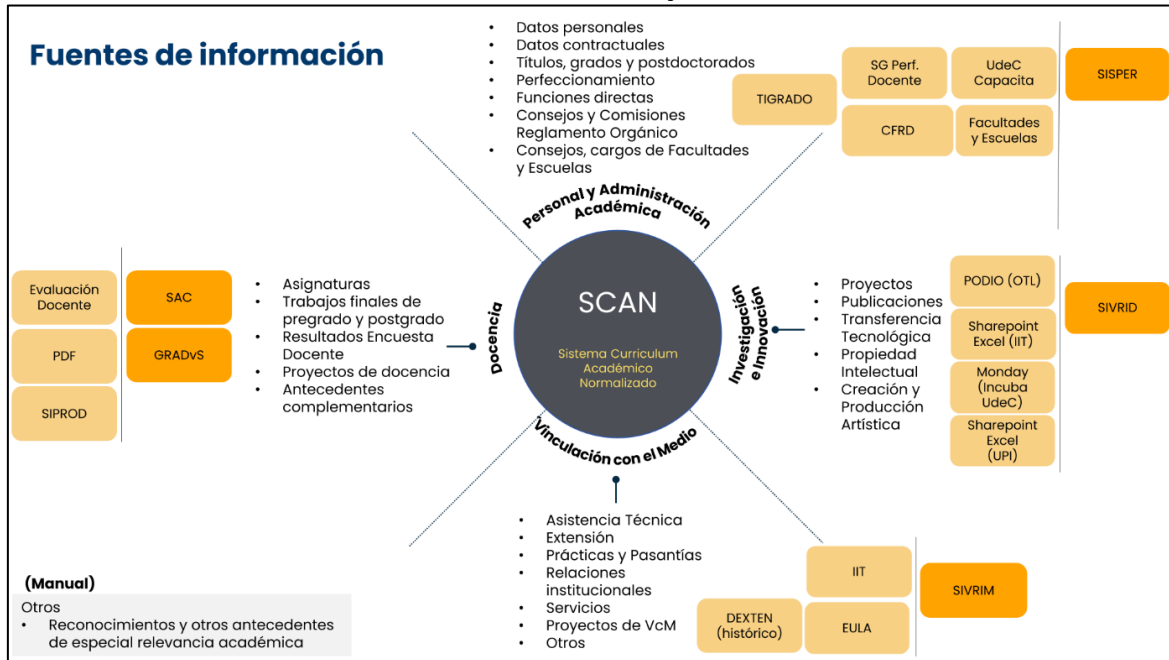 Fuentes de información
• Datos personales
• Datos contractuales
• Títulos, grados y postdoctorados
• Perfeccionamiento
• Funciones directas
• Consejos y Comisiones
Reglamento Orgánico
• Consejos, cargos de Facultades
y Escuelas
TIGRADO
SG Perf.
Docente
UdeC
Capacita
CFRD
Facultades
y Escuelas
SISPER
Personal y Administración
Académica
Evaluación
Docente
PDF
SIPROD
SAC
GRADvS
• Asignaturas
• Trabajos finales de
pregrado y postgrado
• Resultados Encuesta
Docente
• Proyectos de docencia
• Antecedentes
complementarios
Docencia
SCAN
Sistema Curriculum
Académico
Normalizado
Investigación
e Innovación
• Proyectos
• Publicaciones
• Transferencia
Tecnológica
• Propiedad
Intelectual
• Creación y
Producción
Artística
PODIO (OTL)
Sharepoint
Excel (IIT)
Monday
(Incuba
UdeC)
Sharepoint
Excel
(UPI)
SIVRID
Vinculación con el Medio
• Asistencia Técnica
• Extensión
• Prácticas y Pasantías
• Relaciones
institucionales
• Servicios
• Proyectos de VcM
• Otros
IIT
DEXTEN
(histórico)
EULA
SIVRIM
(Manual)
Otros
• Reconocimientos y otros antecedentes
de especial relevancia académica